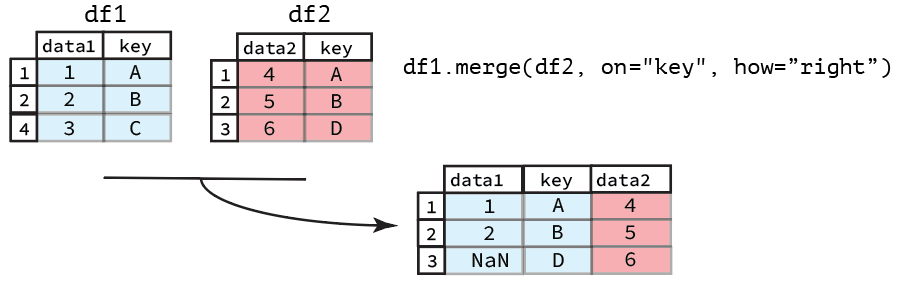 df1 df2
data1 key data2 key
1 1 A 1 4 A
2 2 B 2 5 B
4 3 C 3 6 D
df1.merge(df2, on="key", how=”right”)
data1 key data2
1 1 A 4
2 2 B 5
3 NaN D 6